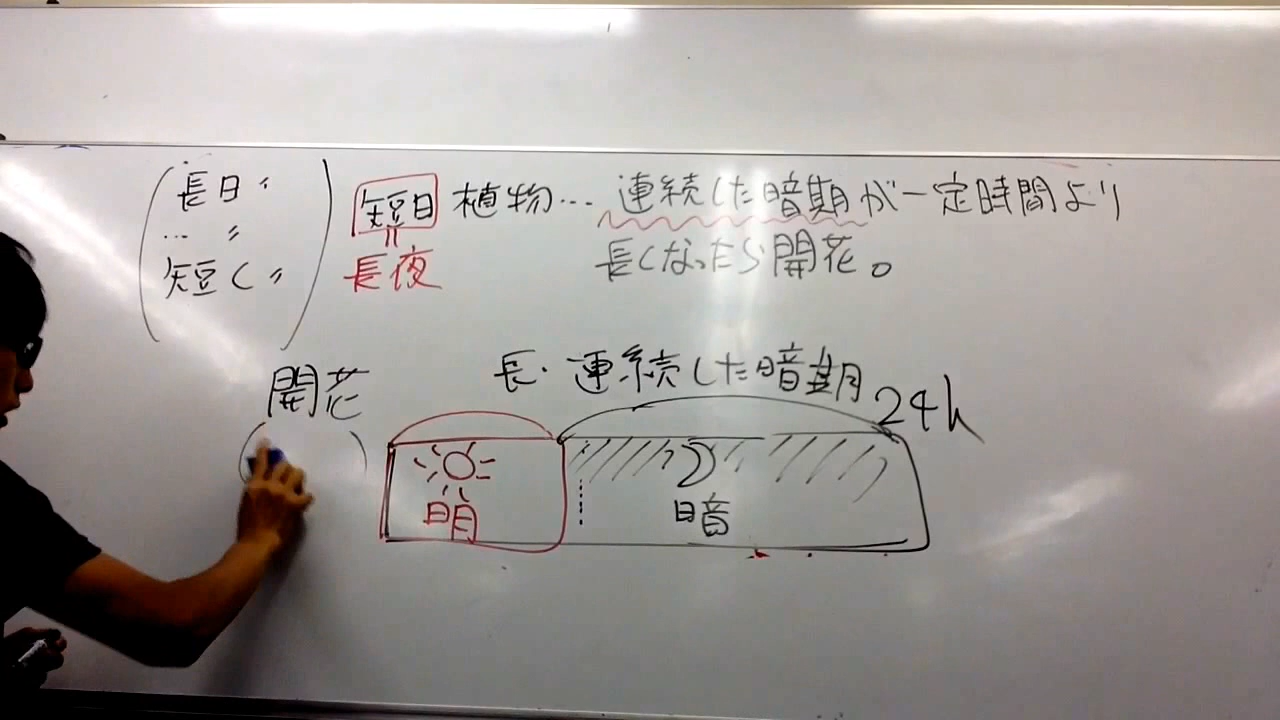 長日〃
… 〃
短く〃
短日植物… 連続した暗期が一定時間より
長くなったら開花。
||
長夜
開花
長・連続した暗期
24h
( )
明
暗